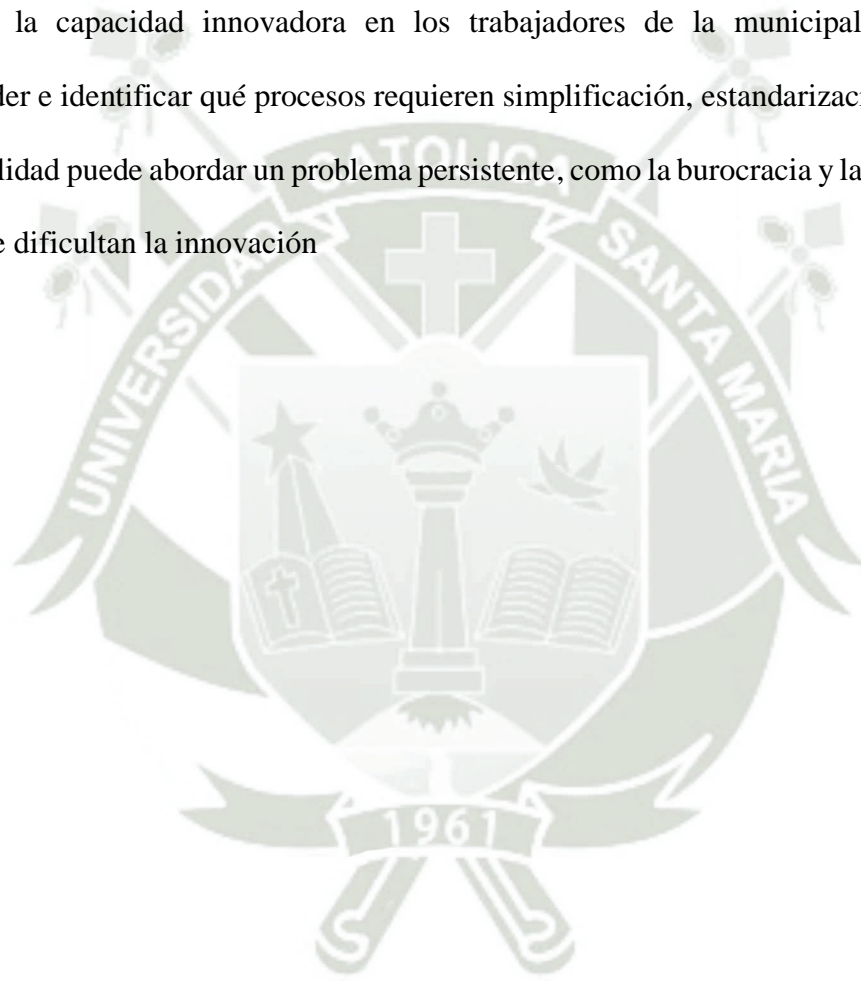 la capacidad innovadora en los trabajadores de la municipal
der e identificar qué procesos requieren simplificación, estandarizaci
lidad puede abordar un problema persistente, como la burocracia y la
e dificultan la innovación
UNIVERSIDAD CATOLICA SANTA MARIA
1961